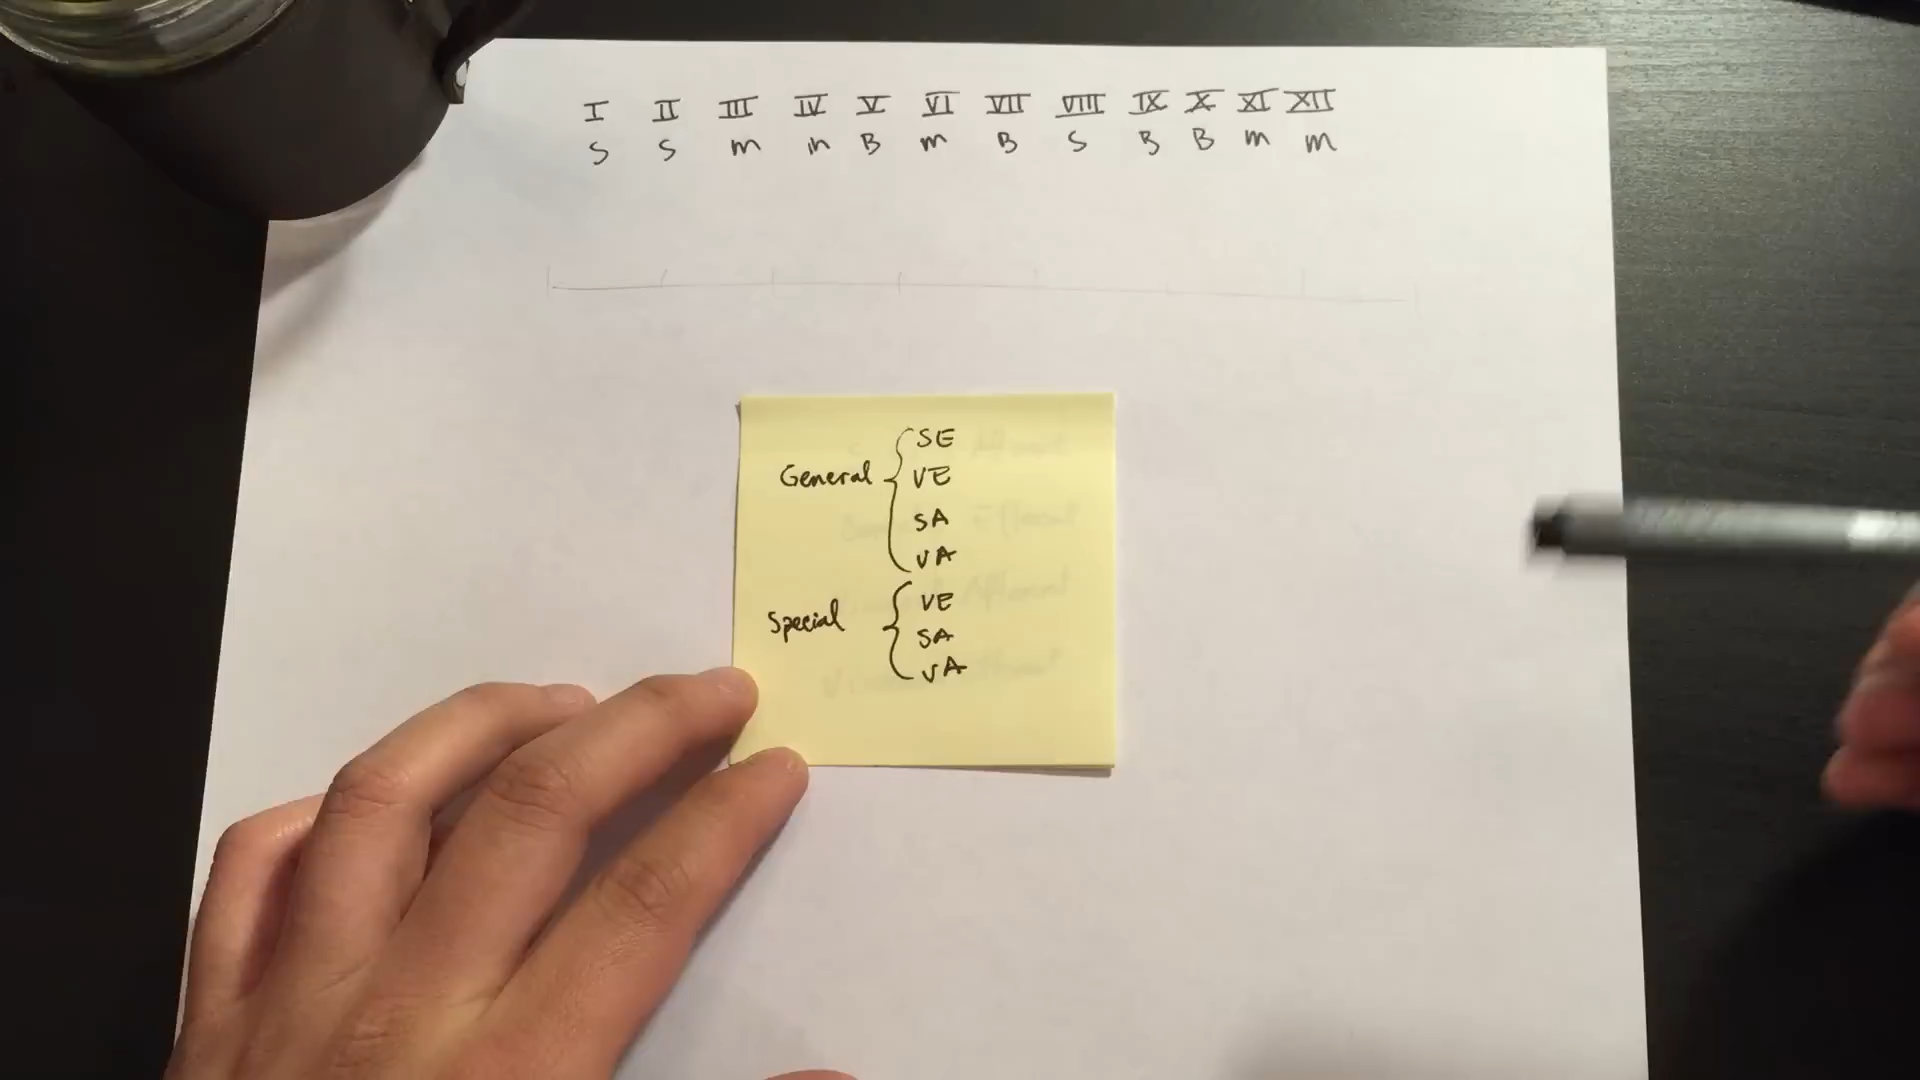 I II III IV V VI VII VIII IX X XI XII
S S m m B m B S B B m m
General { SE
VE
SA
VA
Special { VE
SA
VA